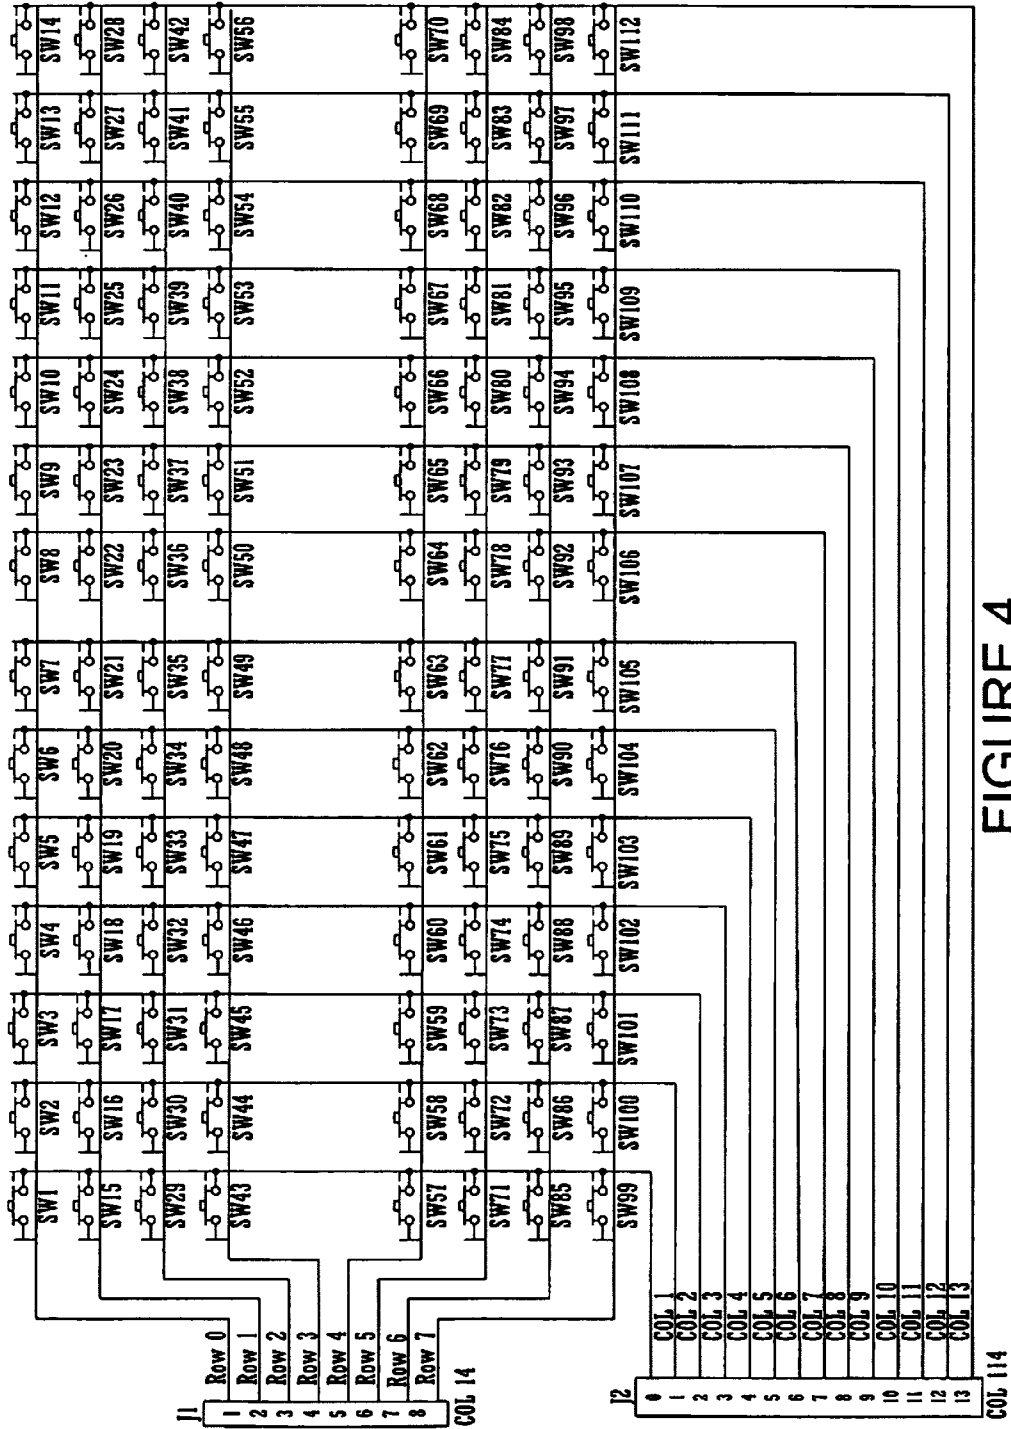 SW1 SW2 SW3 SW4 SW5 SW6 SW7 SW8 SW9 SW10 SW11 SW12 SW13 SW14
SW15 SW16 SW17 SW18 SW19 SW20 SW21 SW22 SW23 SW24 SW25 SW26 SW27 SW28
SW29 SW30 SW31 SW32 SW33 SW34 SW35 SW36 SW37 SW38 SW39 SW40 SW41 SW42
SW43 SW44 SW45 SW46 SW47 SW48 SW49 SW50 SW51 SW52 SW53 SW54 SW55 SW56
SW57 SW58 SW59 SW60 SW61 SW62 SW63 SW64 SW65 SW66 SW67 SW68 SW69 SW70
SW71 SW72 SW73 SW74 SW75 SW76 SW77 SW78 SW79 SW80 SW81 SW82 SW83 SW84
SW85 SW86 SW87 SW88 SW89 SW90 SW91 SW92 SW93 SW94 SW95 SW96 SW97 SW98
SW99 SW100 SW101 SW102 SW103 SW104 SW105 SW106 SW107 SW108 SW109 SW110 SW111 SW112
J1
1 Row 0
2 Row 1
3 Row 2
4 Row 3
5 Row 4
6 Row 5
7 Row 6
8 Row 7
COL 14
J2
0
1 COL 1
2 COL 2
3 COL 3
4 COL 4
5 COL 5
6 COL 6
7 COL 7
8 COL 8
9 COL 9
10 COL 10
11 COL 11
12 COL 12
13 COL 13
COL 114
FIGURE 4